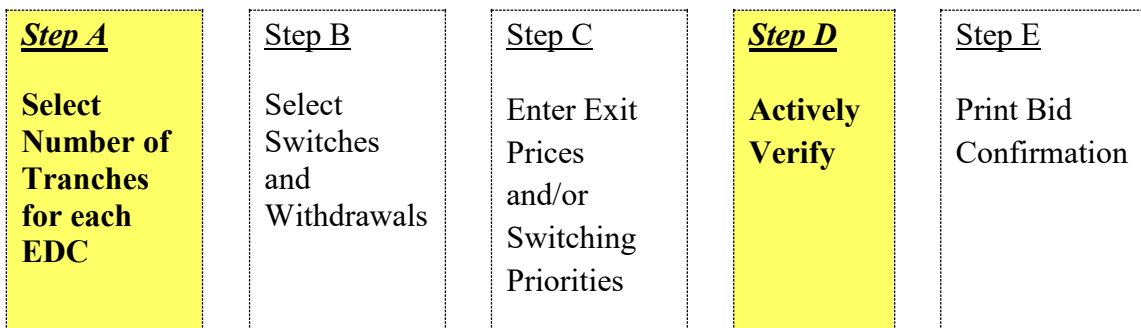 Step A
Select
Number of
Tranches
for each
EDC
Step B
Select
Switches
and
Withdrawals
Step C
Enter Exit
Prices
and/or
Switching
Priorities
Step D
Actively
Verify
Step E
Print Bid
Confirmation